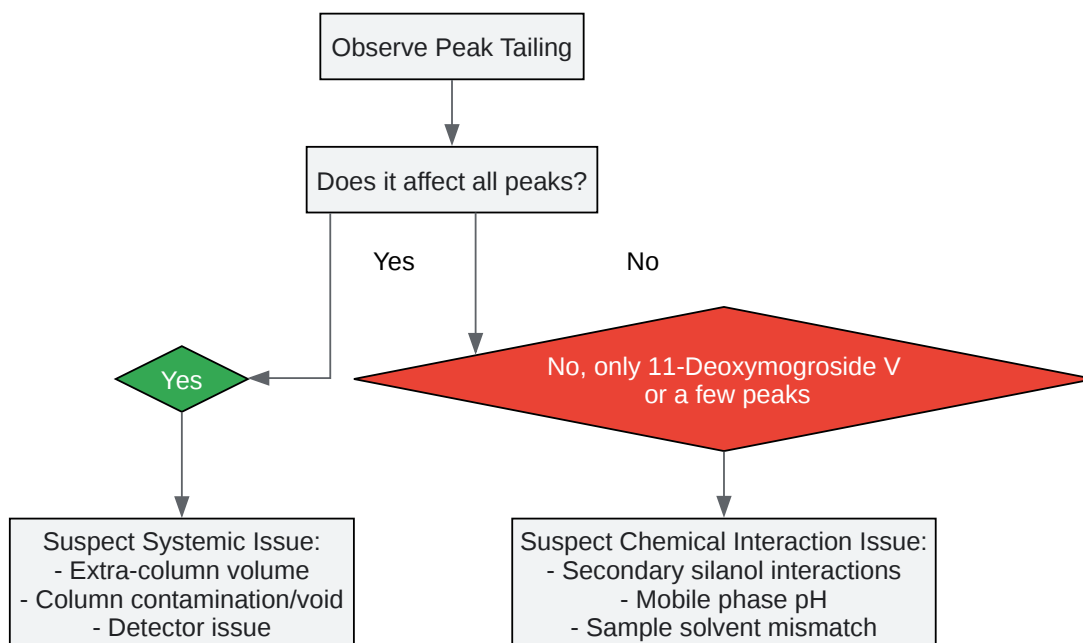 Observe Peak Tailing
Does it affect all peaks?
Yes
No
Yes
No, only 11-Deoxymogroside V
or a few peaks
Suspect Systemic Issue:
- Extra-column volume
- Column contamination/void
- Detector issue
Suspect Chemical Interaction Issue:
- Secondary silanol interactions
- Mobile phase pH
- Sample solvent mismatch